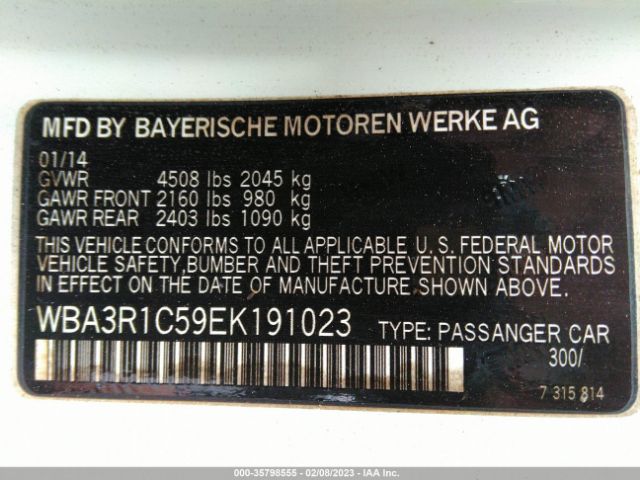 MFD BY BAYERISCHE MOTOREN WERKE AG
01/14
GVWR 4508 lbs 2045 kg
GAWR FRONT 2160 lbs 980 kg
GAWR REAR 2403 lbs 1090 kg
THIS VEHICLE CONFORMS TO ALL APPLICABLE U.S. FEDERAL MOTOR
VEHICLE SAFETY, BUMBER AND THEFT PREVENTION STANDARDS
IN EFFECT ON THE DATE OF MANUFACTURE SHOWN ABOVE.
WBA3R1C59EK191023 TYPE: PASSANGER CAR
300/
7 315 814
000-35798555 - 02/08/2023 - IAA Inc.